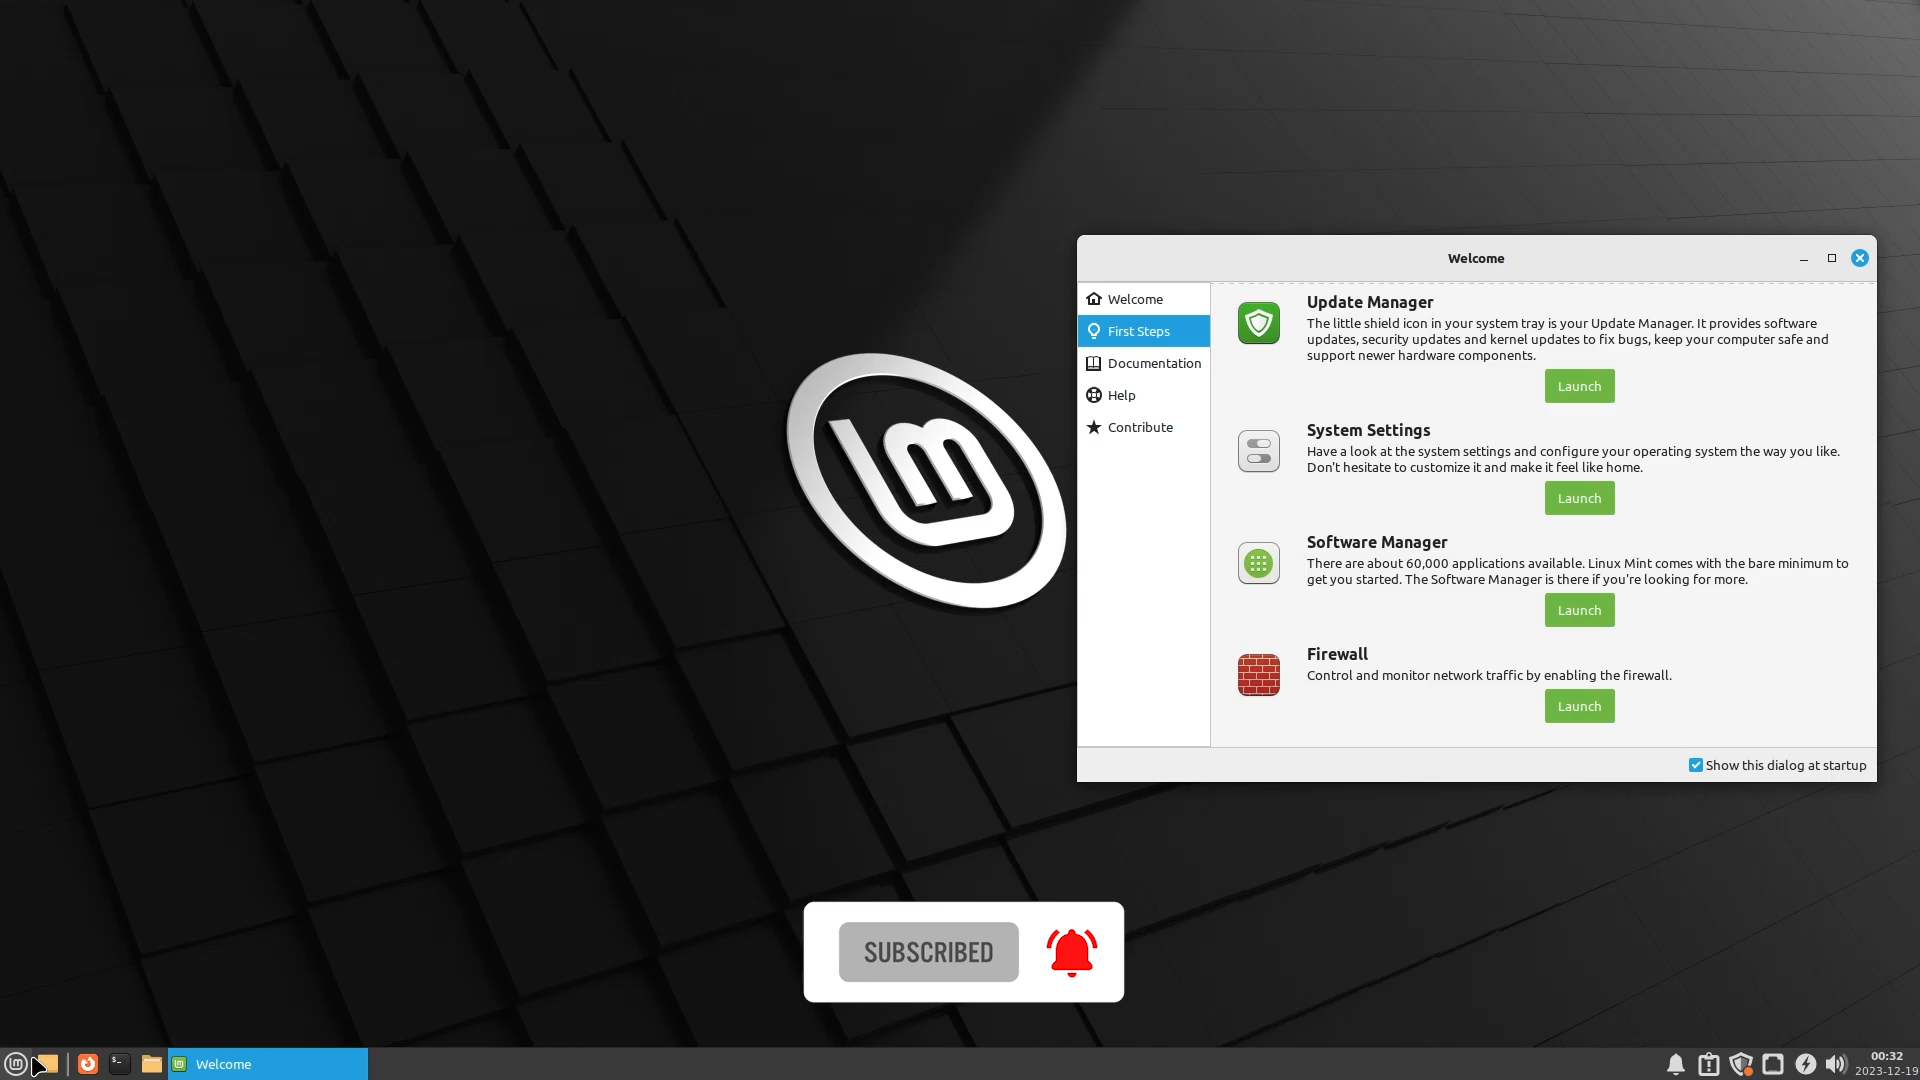 Welcome
Welcome
First Steps
Documentation
Help
Contribute
Update Manager
The little shield icon in your system tray is your Update Manager. It provides software
updates, security updates and kernel updates to fix bugs, keep your computer safe and
support newer hardware components.
Launch
System Settings
Have a look at the system settings and configure your operating system the way you like.
Don't hesitate to customize it and make it feel like home.
Launch
Software Manager
There are about 60,000 applications available. Linux Mint comes with the bare minimum to
get you started. The Software Manager is there if you're looking for more.
Launch
Firewall
Control and monitor network traffic by enabling the firewall.
Launch
Show this dialog at startup
SUBSCRIBED
Welcome
00:32
2023-12-19